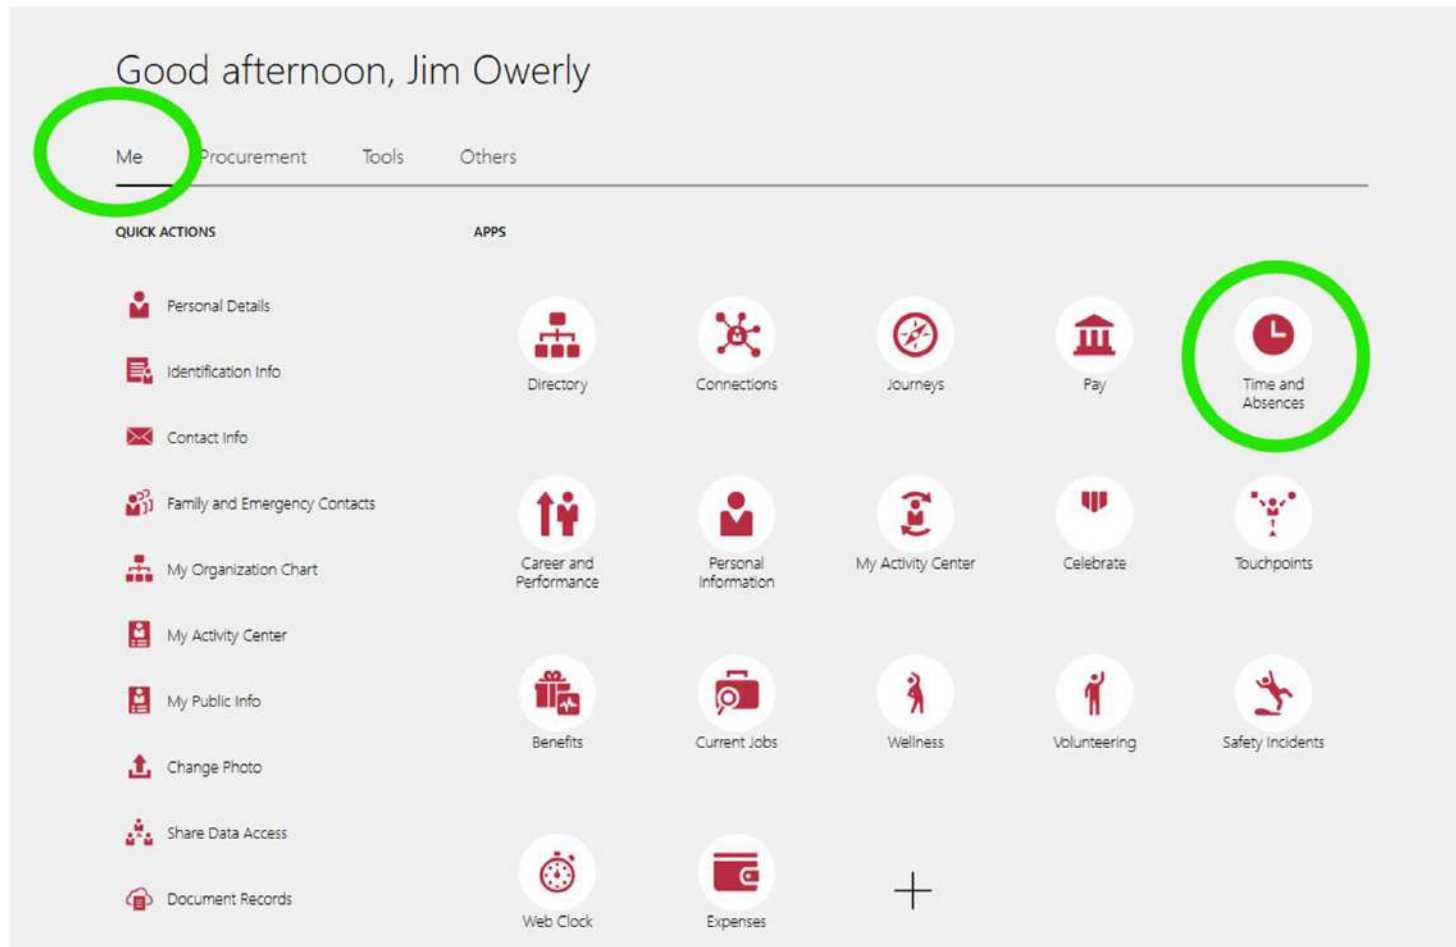 Good afternoon, Jim Owerly
Me Procurement Tools Others
QUICK ACTIONS
Personal Details
Identification Info
Contact Info
Family and Emergency Contacts
My Organization Chart
My Activity Center
My Public Info
Change Photo
Share Data Access
Document Records
APPS
Directory
Connections
Journeys
Pay
Time and
Absences
Career and
Performance
Personal
Information
My Activity Center
Celebrate
Touchpoints
Benefits
Current Jobs
Wellness
Volunteering
Safety Incidents
Web Clock
Expenses